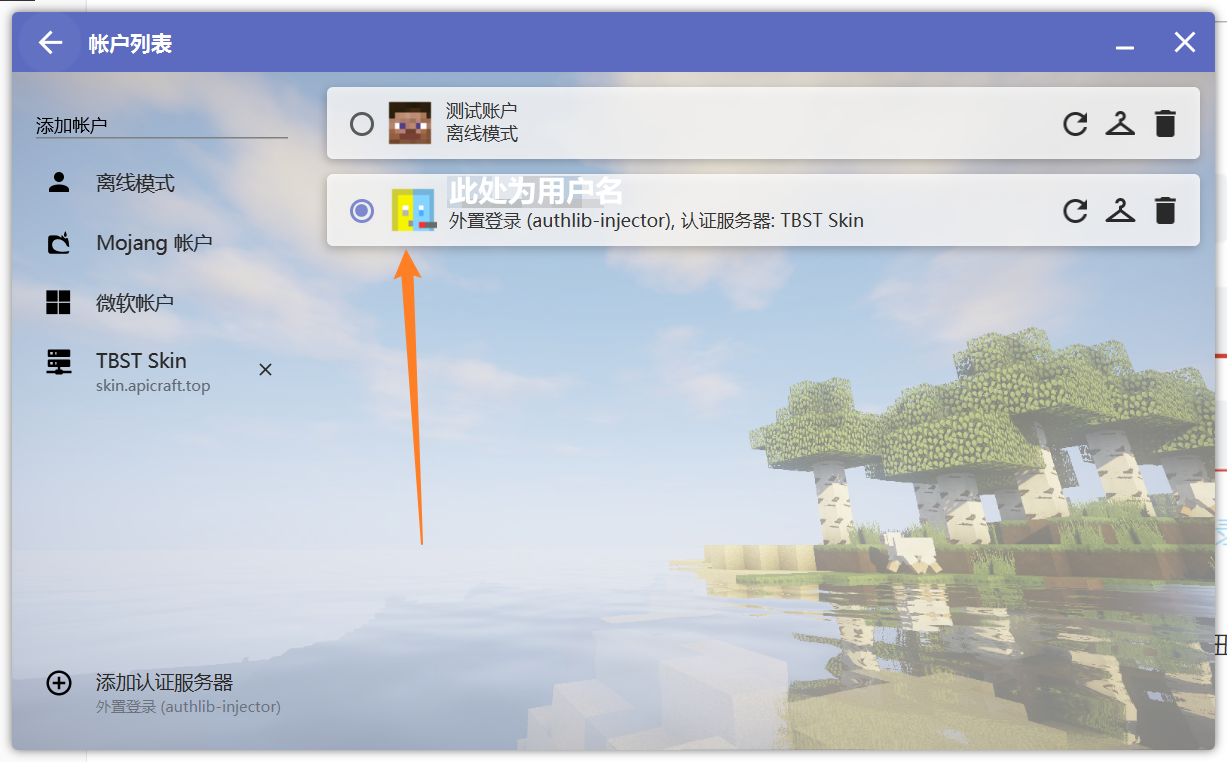 帐户列表
添加帐户
离线模式
Mojang 帐户
微软帐户
TBST Skin
skin.apicraft.top
添加认证服务器
外置登录 (authlib-injector)
测试账户
离线模式
此处为用户名
外置登录 (authlib-injector), 认证服务器: TBST Skin